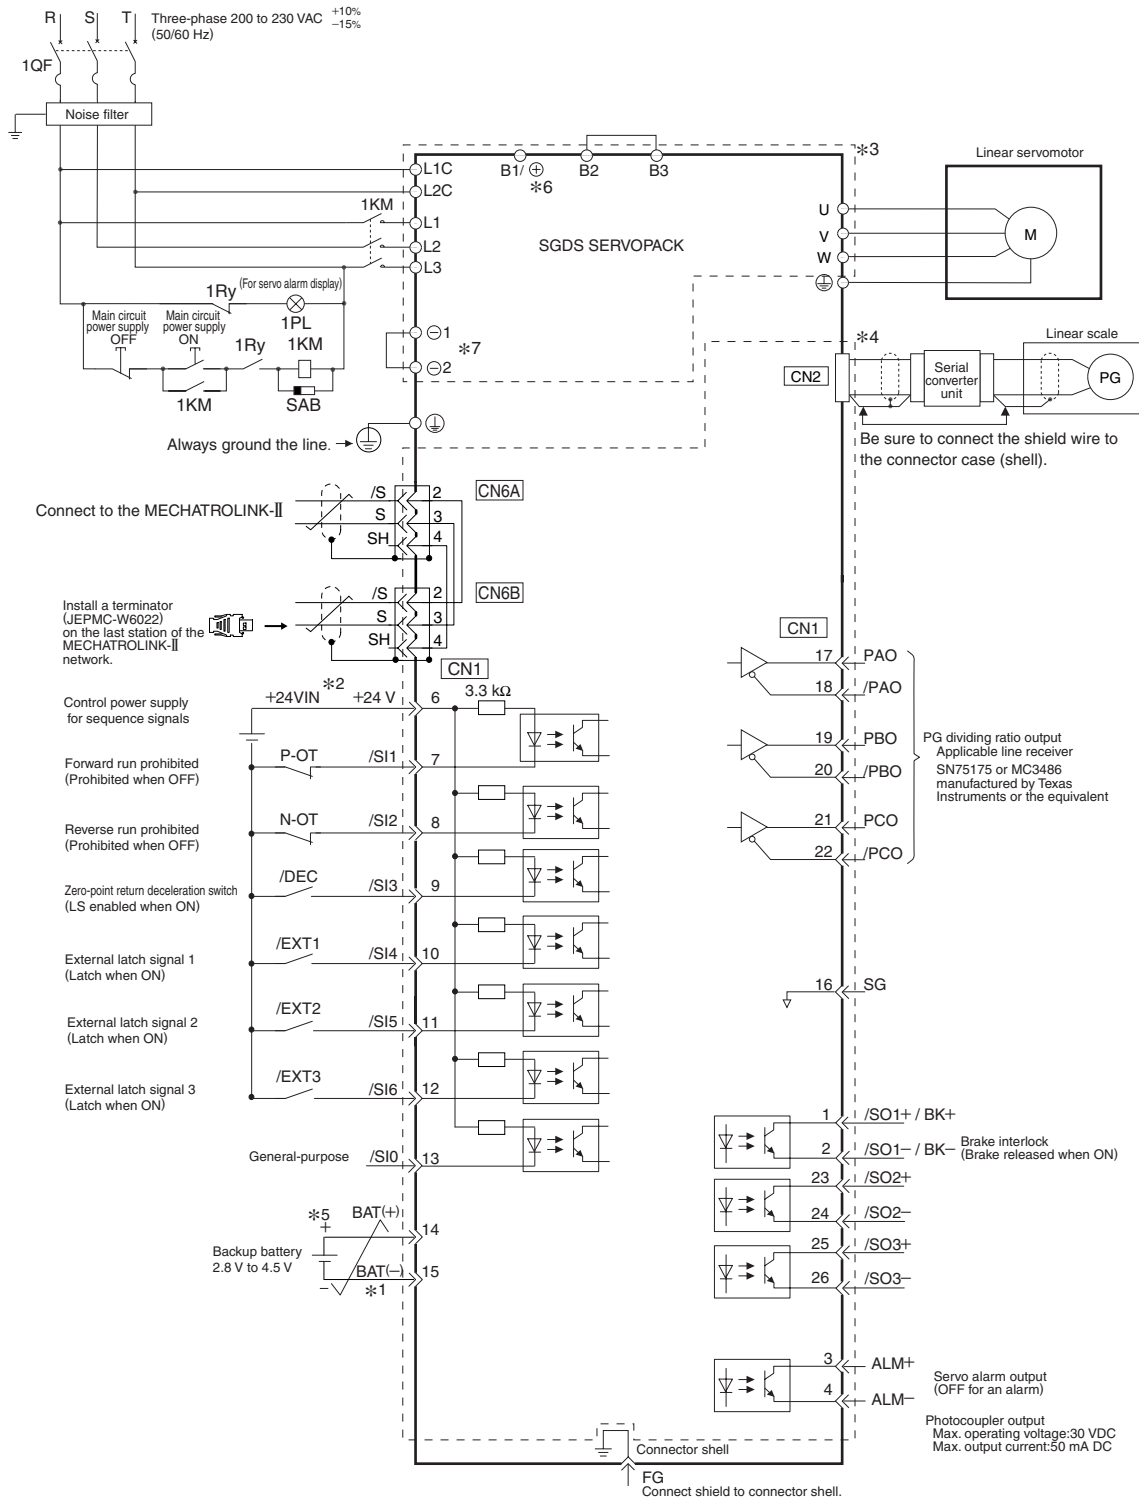 R S T Three-phase 200 to 230 VAC +10% −15%
(50/60 Hz)
1QF
Noise filter
L1C
L2C
1KM
L1
L2
L3
B1/⊕ B2 B3
*6
*3
SGDS SERVOPACK
U
V
W
Linear servomotor
M
(For servo alarm display)
1Ry
1PL
Main circuit
power supply
OFF
Main circuit
power supply
ON
1Ry
1KM
1KM
SAB
⊖1
*7
⊖2
Always ground the line.
*4
CN2
Linear scale
Serial
converter
unit
PG
Be sure to connect the shield wire to
the connector case (shell).
Connect to the MECHATROLINK-II
/S 2 CN6A
S 3
SH 4
Install a terminator
(JEPMC-W6022)
on the last station of the
MECHATROLINK-II
network.
/S 2 CN6B
S 3
SH 4
CN1
Control power supply
for sequence signals
+24VIN *2 +24 V 6 3.3 kΩ
Forward run prohibited
(Prohibited when OFF)
P-OT /SI1 7
Reverse run prohibited
(Prohibited when OFF)
N-OT /SI2 8
Zero-point return deceleration switch
(LS enabled when ON)
/DEC /SI3 9
External latch signal 1
(Latch when ON)
/EXT1 /SI4 10
External latch signal 2
(Latch when ON)
/EXT2 /SI5 11
External latch signal 3
(Latch when ON)
/EXT3 /SI6 12
General-purpose /SI0 13
*5 BAT(+) 14
+
Backup battery
2.8 V to 4.5 V
−
BAT(−) 15
*1
CN1
17 PAO
18 /PAO
19 PBO
20 /PBO
21 PCO
22 /PCO
PG dividing ratio output
Applicable line receiver
SN75175 or MC3486
manufactured by Texas
Instruments or the equivalent
16 SG
1 /SO1+ / BK+
2 /SO1− / BK−
Brake interlock
(Brake released when ON)
23 /SO2+
24 /SO2−
25 /SO3+
26 /SO3−
3 ALM+
4 ALM−
Servo alarm output
(OFF for an alarm)
Photocoupler output
Max. operating voltage:30 VDC
Max. output current:50 mA DC
Connector shell
FG
Connect shield to connector shell.